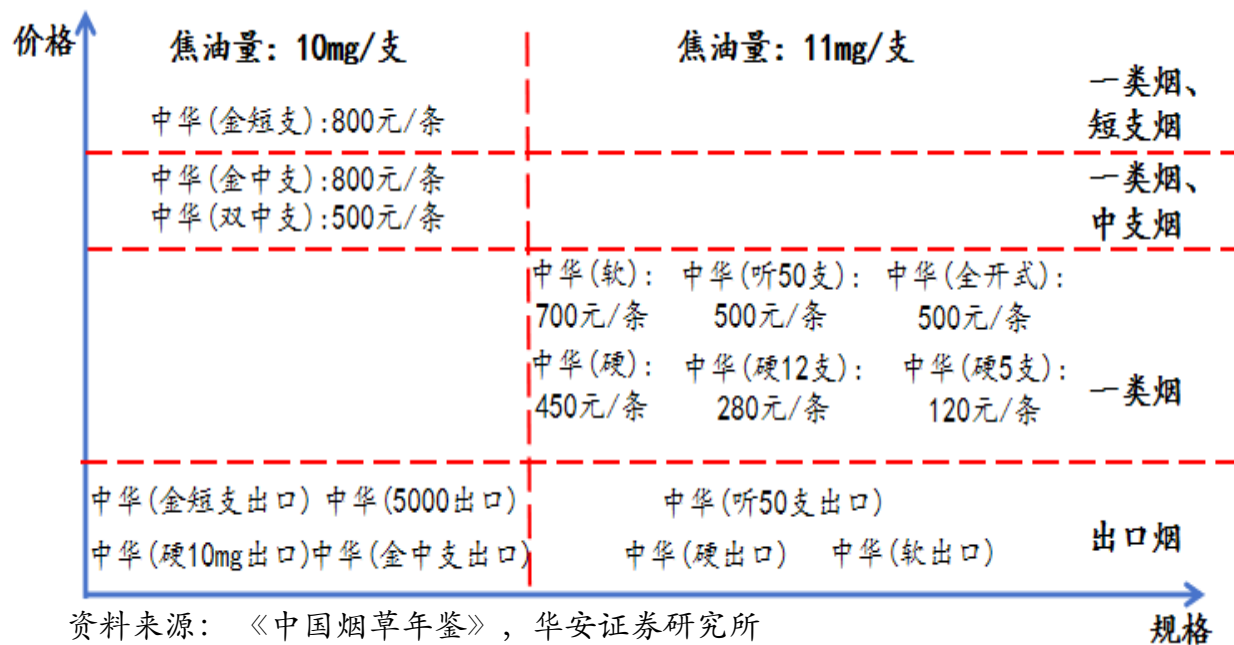 价格
焦油量: 10mg/支
焦油量: 11mg/支
中华(金短支):800元/条
一类烟、
短支烟
中华(金中支):800元/条
中华(双中支):500元/条
一类烟、
中支烟
中华(软): 中华(听50支): 中华(全开式):
700元/条 500元/条 500元/条
中华(硬): 中华(硬12支): 中华(硬5支):
450元/条 280元/条 120元/条
一类烟
中华(金短支出口) 中华(5000出口)
中华(硬10mg出口)中华(金中支出口)
中华(听50支出口)
中华(硬出口) 中华(软出口)
出口烟
规格
资料来源: 《中国烟草年鉴》, 华安证券研究所